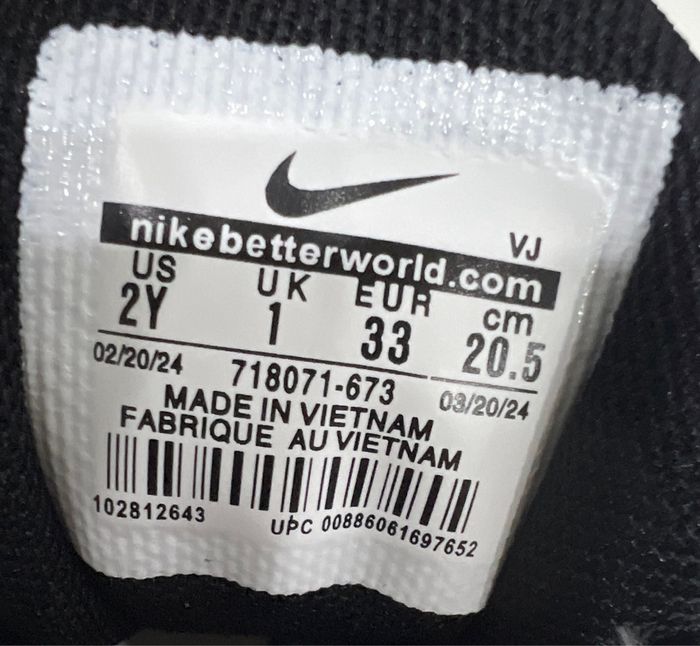 VJ
nikebetterworld.com
US UK EUR cm
2Y 1 33 20.5
02/20/24 718071-673 03/20/24
MADE IN VIETNAM
FABRIQUE AU VIETNAM
102812643 UPC 00886061697652